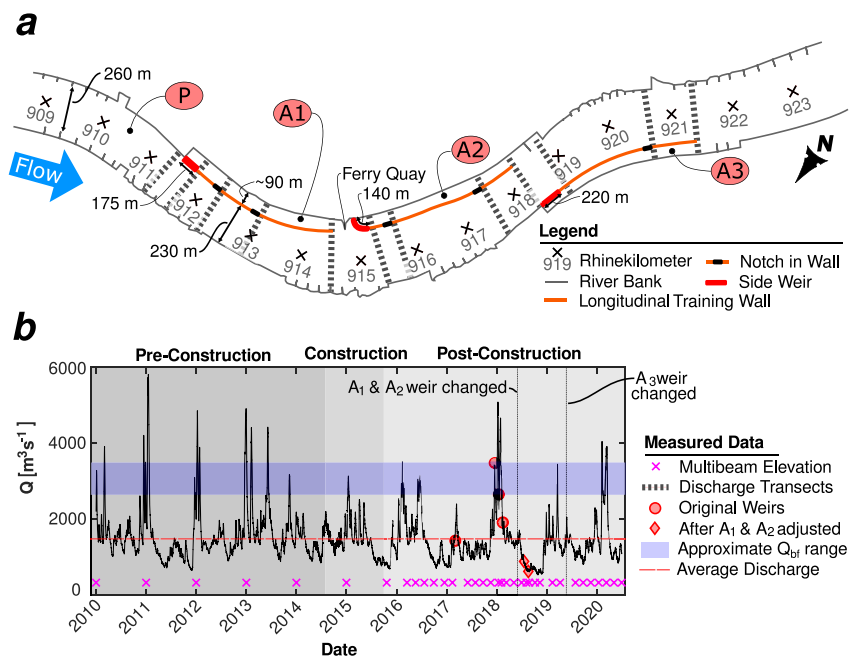 a
260 m
P
909
910
911
Flow
175 m
912
A1
~90 m
230 m
913
914
Ferry Quay
140 m
915
A2
916
917
918
919
220 m
920
921
A3
922
923
N
Legend
919 Rhinekilometer
Notch in Wall
River Bank
Side Weir
Longitudinal Training Wall
b
Pre-Construction Construction Post-Construction
A1 & A2 weir changed
A3 weir changed
Q [m³s⁻¹]
6000
4000
2000
0
2010 2011 2012 2013 2014 2015 2016 2017 2018 2019 2020
Date
Measured Data
Multibeam Elevation
Discharge Transects
Original Weirs
After A1 & A2 adjusted
Approximate Qbf range
Average Discharge